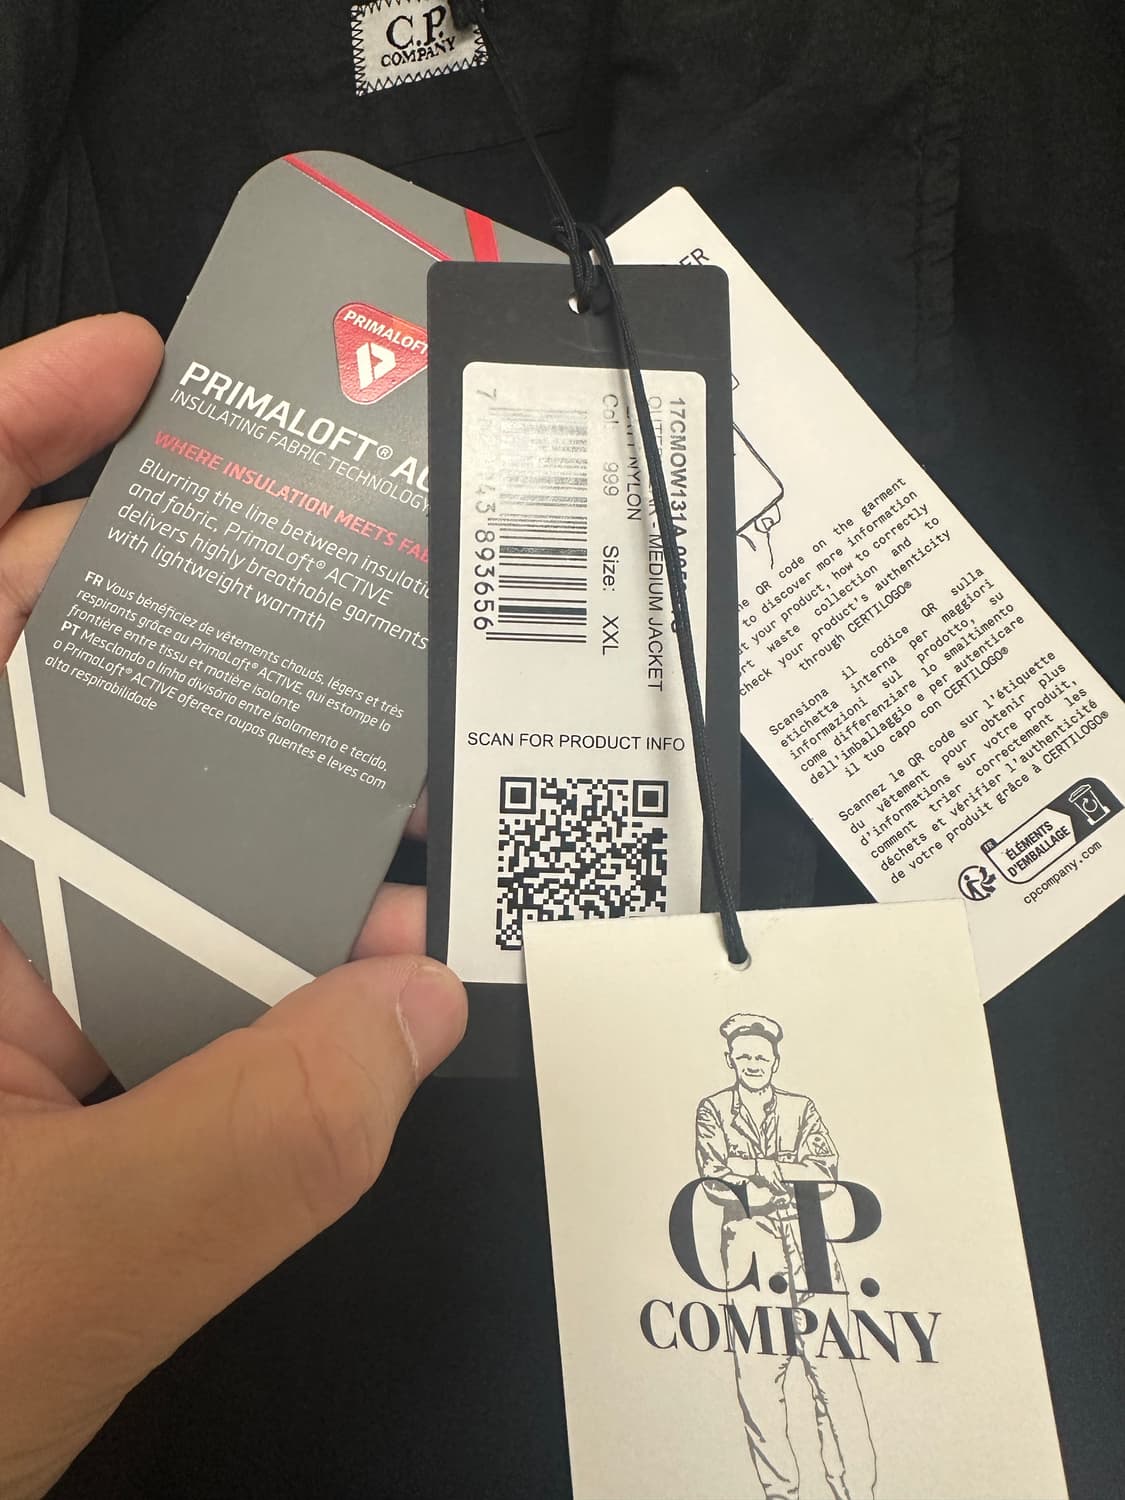 C.P.
COMPANY
PRIMALOFT
PRIMALOFT®
INSULATING FABRIC TECHNOLOGY
WHERE INSULATION MEETS
Blurring the line between
and fabric, PrimaLoft® ACTIVE
delivers highly breathable garments
with lightweight warmth
FR Vous bénéficiez de vêtements chauds, légers et très
respirants grâce au PrimaLoft® ACTIVE, qui estompe la
frontière entre tissu et matière isolante
PT Mesclando a linha divisória entre isolamento e tecido,
o PrimaLoft® ACTIVE oferece roupas quentes e leves com
alta respirabilidade
17CMOW131A
- MEDIUM JACKET
NYLON
Col: 999 Size: XXL
893656
SCAN FOR PRODUCT INFO
QR code on the garment
to discover more information
your product, how to correctly
waste collection and to
check your product's authenticity
through CERTILOGO®
Scansiona il codice QR sulla
etichetta interna per maggiori
informazioni sul prodotto, su
come differenziare lo smaltimento
dell'imballaggio e per autenticare
il tuo capo con CERTILOGO®
Scannez le QR code sur l'étiquette
du vêtement pour obtenir plus
d'informations sur votre produit,
comment trier correctement les
déchets et vérifier l'authenticité
de votre produit grâce à CERTILOGO®
FR
ÉLÉMENTS
D'EMBALLAGE
cpcompany.com
C.P.
COMPANY